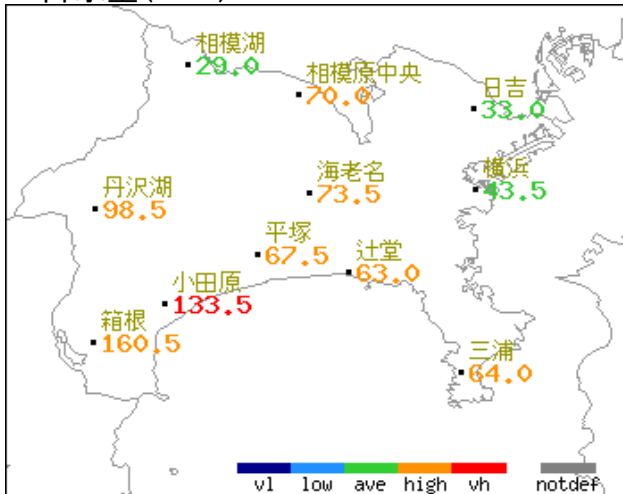 相模湖
29.0
相模原中央
70.0
日吉
33.0
海老名
73.5
横浜
43.5
丹沢湖
98.5
平塚
67.5
辻堂
63.0
小田原
133.5
箱根
160.5
三浦
64.0
vl low ave high vh notdef